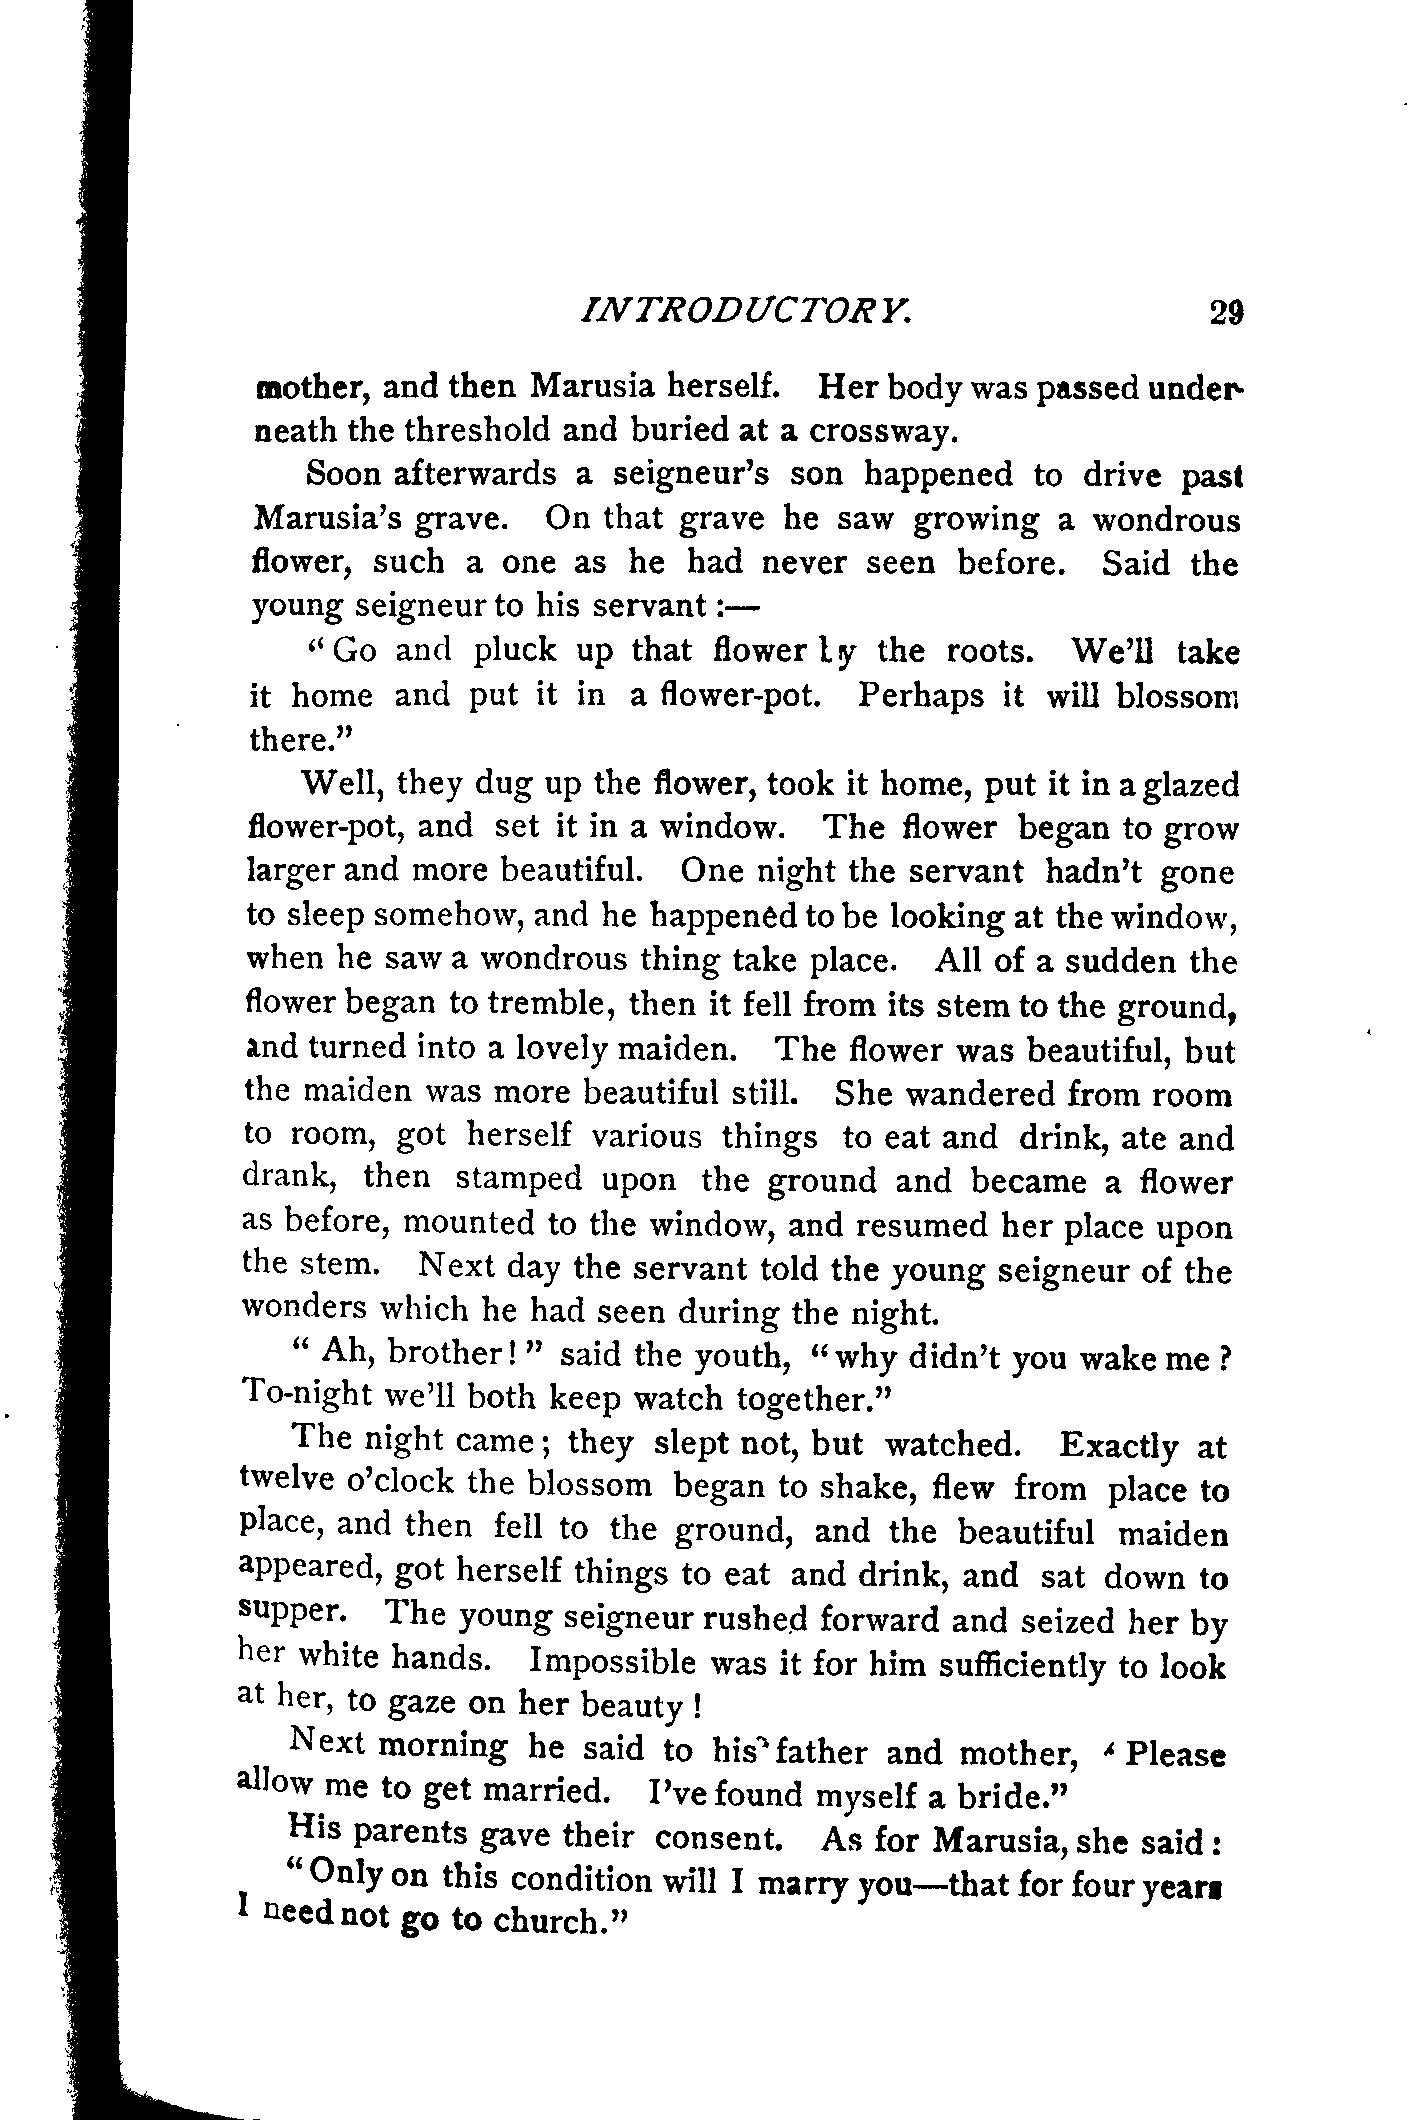 INTRODUCTORY. 29
mother, and then Marusia herself. Her body was passed under-
neath the threshold and buried at a crossway.
Soon afterwards a seigneur's son happened to drive past
Marusia's grave. On that grave he saw growing a wondrous
flower, such a one as he had never seen before. Said the
young seigneur to his servant :—
"Go and pluck up that flower by the roots. We'll take
it home and put it in a flower-pot. Perhaps it will blossom
there."
Well, they dug up the flower, took it home, put it in a glazed
flower-pot, and set it in a window. The flower began to grow
larger and more beautiful. One night the servant hadn't gone
to sleep somehow, and he happened to be looking at the window,
when he saw a wondrous thing take place. All of a sudden the
flower began to tremble, then it fell from its stem to the ground,
and turned into a lovely maiden. The flower was beautiful, but
the maiden was more beautiful still. She wandered from room
to room, got herself various things to eat and drink, ate and
drank, then stamped upon the ground and became a flower
as before, mounted to the window, and resumed her place upon
the stem. Next day the servant told the young seigneur of the
wonders which he had seen during the night.
"Ah, brother!" said the youth, "why didn't you wake me?
To-night we'll both keep watch together."
The night came; they slept not, but watched. Exactly at
twelve o'clock the blossom began to shake, flew from place to
place, and then fell to the ground, and the beautiful maiden
appeared, got herself things to eat and drink, and sat down to
supper. The young seigneur rushed forward and seized her by
her white hands. Impossible was it for him sufficiently to look
at her, to gaze on her beauty!
Next morning he said to his father and mother, "Please
allow me to get married. I've found myself a bride."
His parents gave their consent. As for Marusia, she said:
"Only on this condition will I marry you—that for four years
I need not go to church."